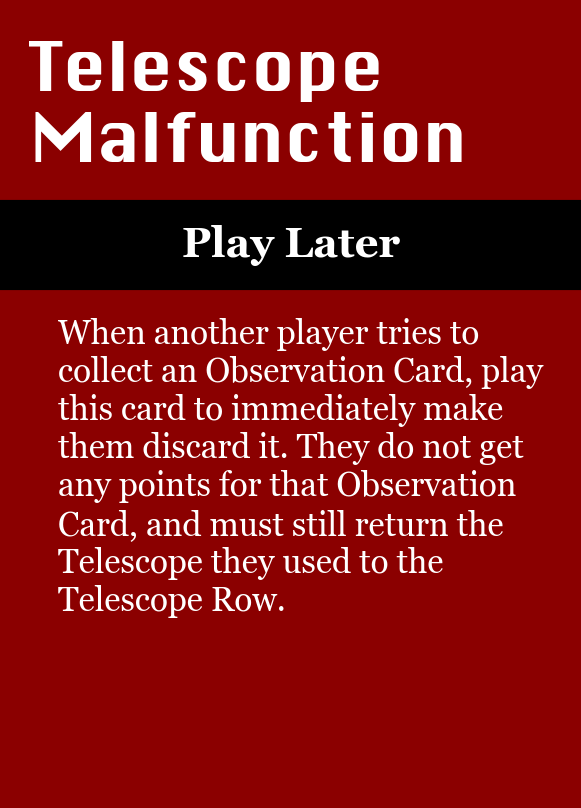 Telescope
Malfunction
Play Later
When another player tries to
collect an Observation Card, play
this card to immediately make
them discard it. They do not get
any points for that Observation
Card, and must still return the
Telescope they used to the
Telescope Row.